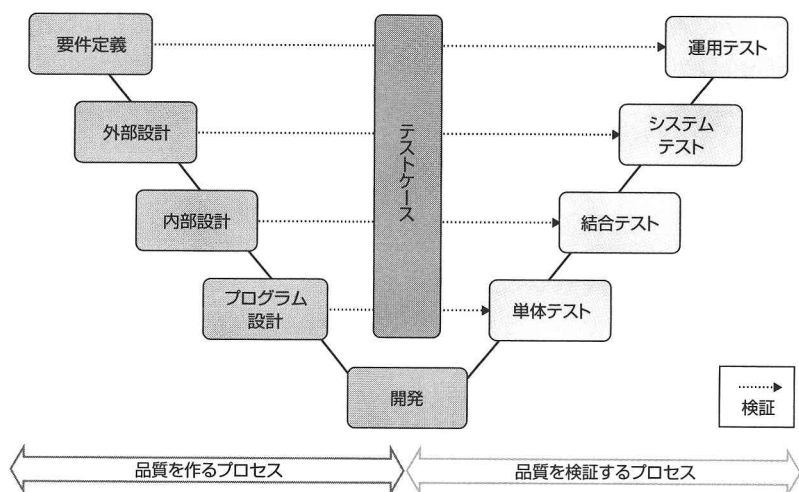 要件定義
運用テスト
外部設計
システム
テスト
内部設計
結合テスト
プログラム
設計
単体テスト
テストケース
開発
検証
品質を作るプロセス
品質を検証するプロセス